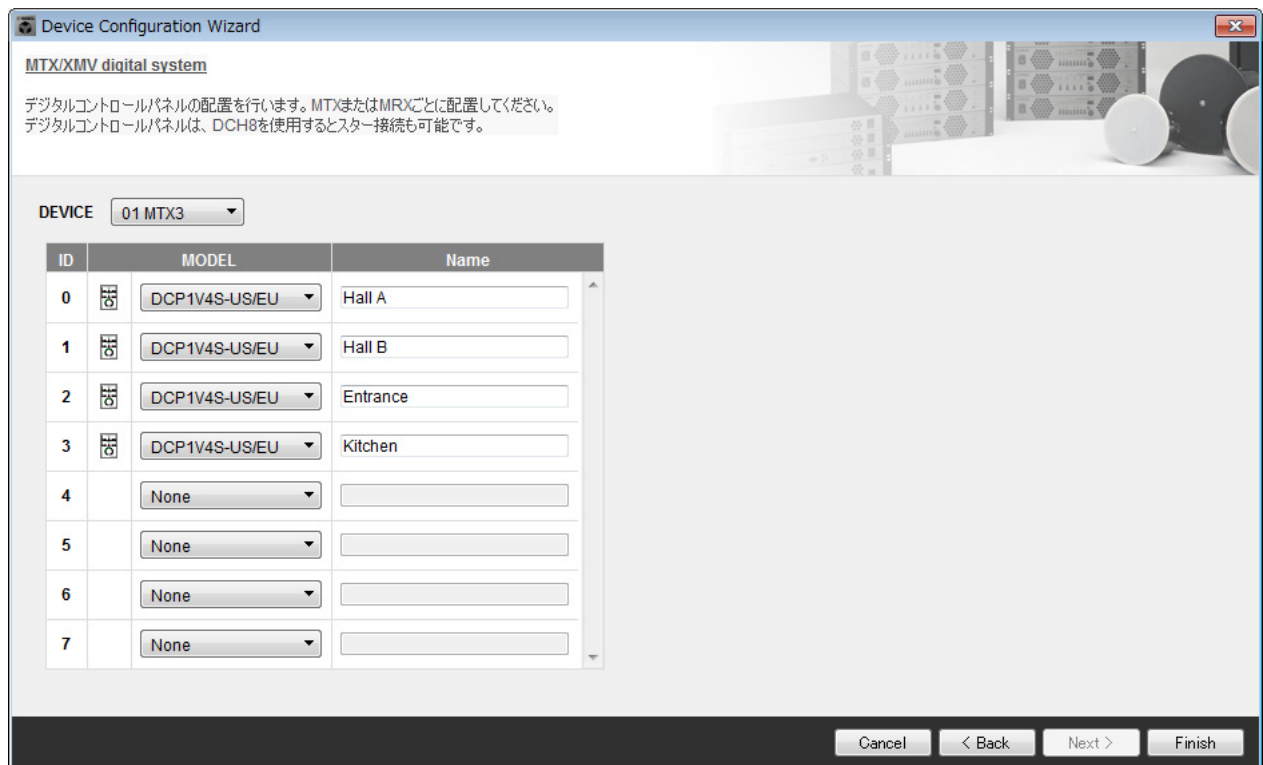 Device Configuration Wizard
MTX/XMV digital system
デジタルコントロールパネルの配置を行います。MTXまたはMRXごとに配置してください。
デジタルコントロールパネルは、DCH8を使用するとスター接続も可能です。
DEVICE 01 MTX3
ID MODEL Name
0 DCP1V4S-US/EU Hall A
1 DCP1V4S-US/EU Hall B
2 DCP1V4S-US/EU Entrance
3 DCP1V4S-US/EU Kitchen
4 None
5 None
6 None
7 None
Cancel < Back Next > Finish